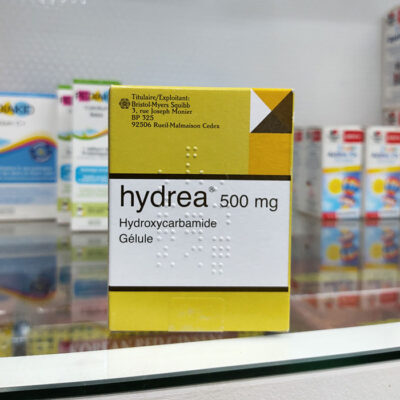 Titulaire/Exploitant:
Bristol-Myers Squibb
3, rue Joseph Monier
BP 325
92506 Rueil-Malmaison Cedex
hydrea® 500 mg
Hydroxycarbamide
Gélule